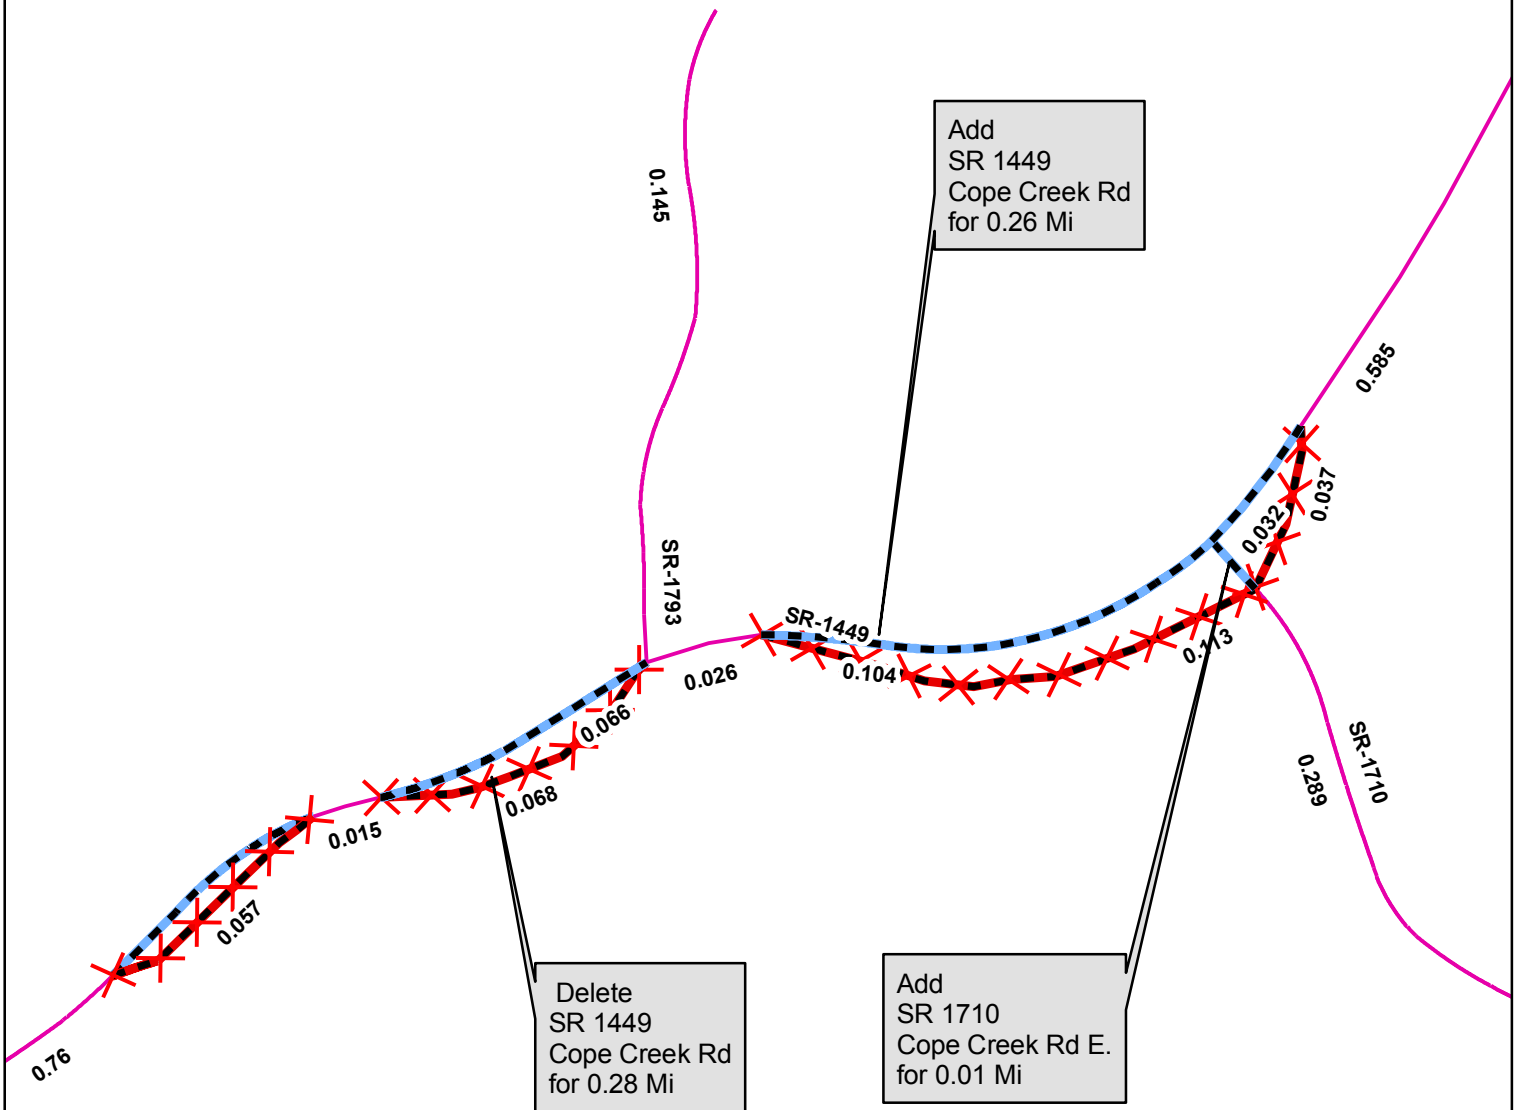 0.145
Add
SR 1449
Cope Creek Rd
for 0.26 Mi
0.585
0.037
0.032
SR-1793
SR-1449
0.113
0.104
0.026
0.066
0.068
0.015
0.057
SR-1710
0.289
0.76
Delete
SR 1449
Cope Creek Rd
for 0.28 Mi
Add
SR 1710
Cope Creek Rd E.
for 0.01 Mi